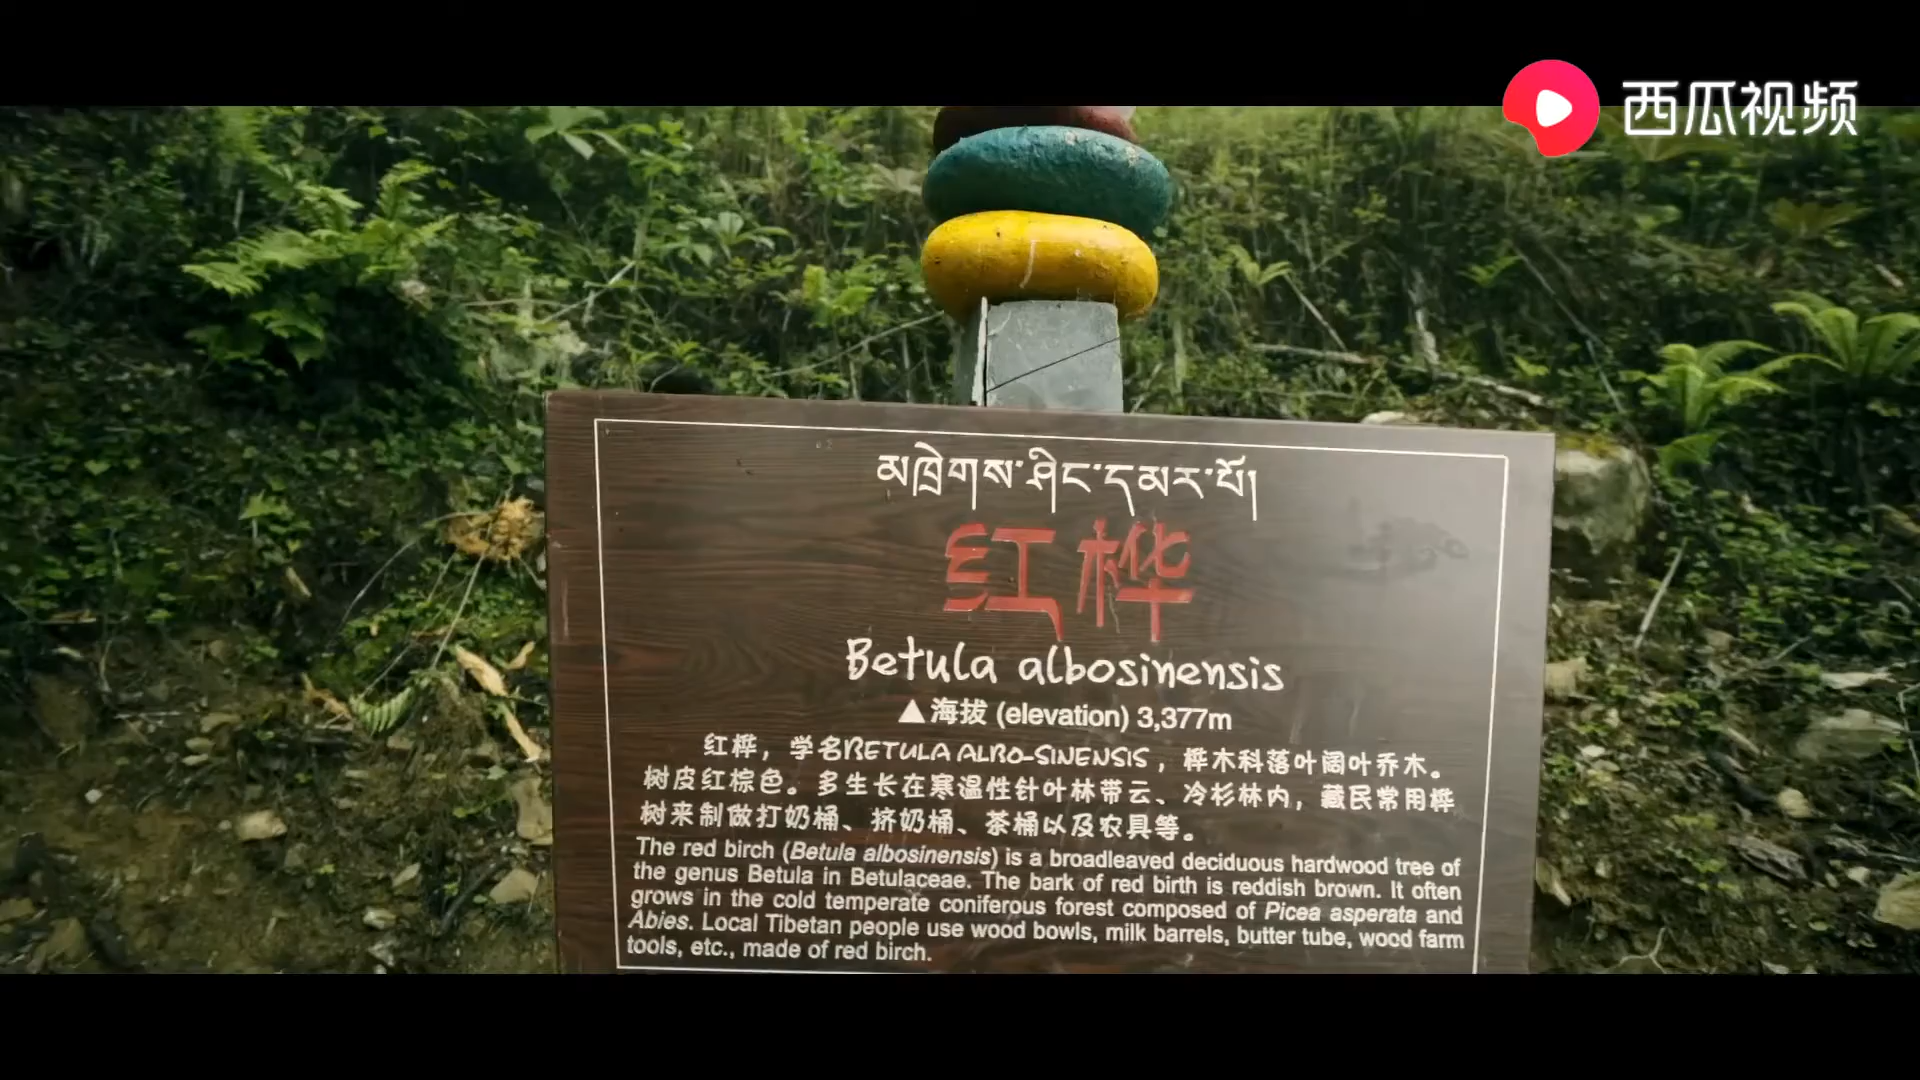 西瓜视频
མཁྲེགས་ཤིང་དམར་པོ།
红桦
Betula albosinensis
▲海拔 (elevation) 3,377m
红桦，学名BETULA ALBO-SINENSIS，桦木科落叶阔叶乔木。
树皮红棕色。多生长在寒温性针叶林带云、冷杉林内，藏民常用桦
树来制做打奶桶、挤奶桶、茶桶以及农具等。
The red birch (Betula albosinensis) is a broadleaved deciduous hardwood tree of
the genus Betula in Betulaceae. The bark of red birth is reddish brown. It often
grows in the cold temperate coniferous forest composed of Picea asperata and
Abies. Local Tibetan people use wood bowls, milk barrels, butter tube, wood farm
tools, etc., made of red birch.